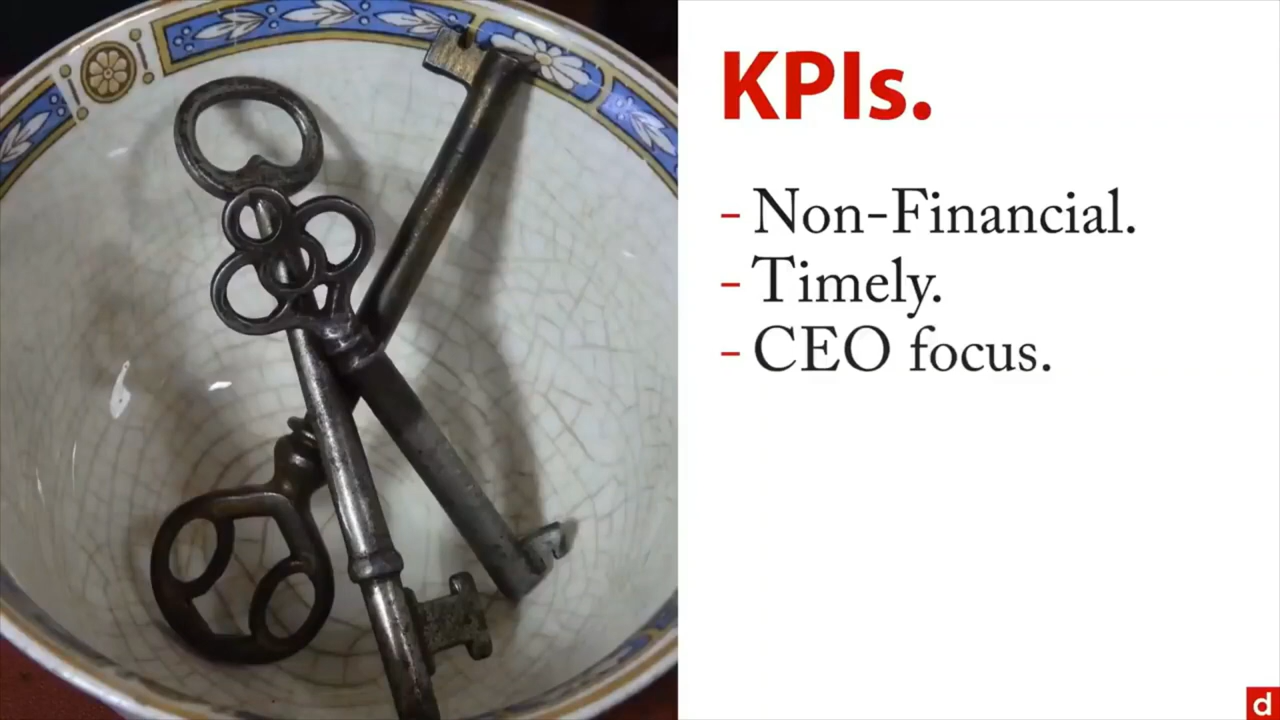 KPIs.
- Non-Financial.
- Timely.
- CEO focus.
d